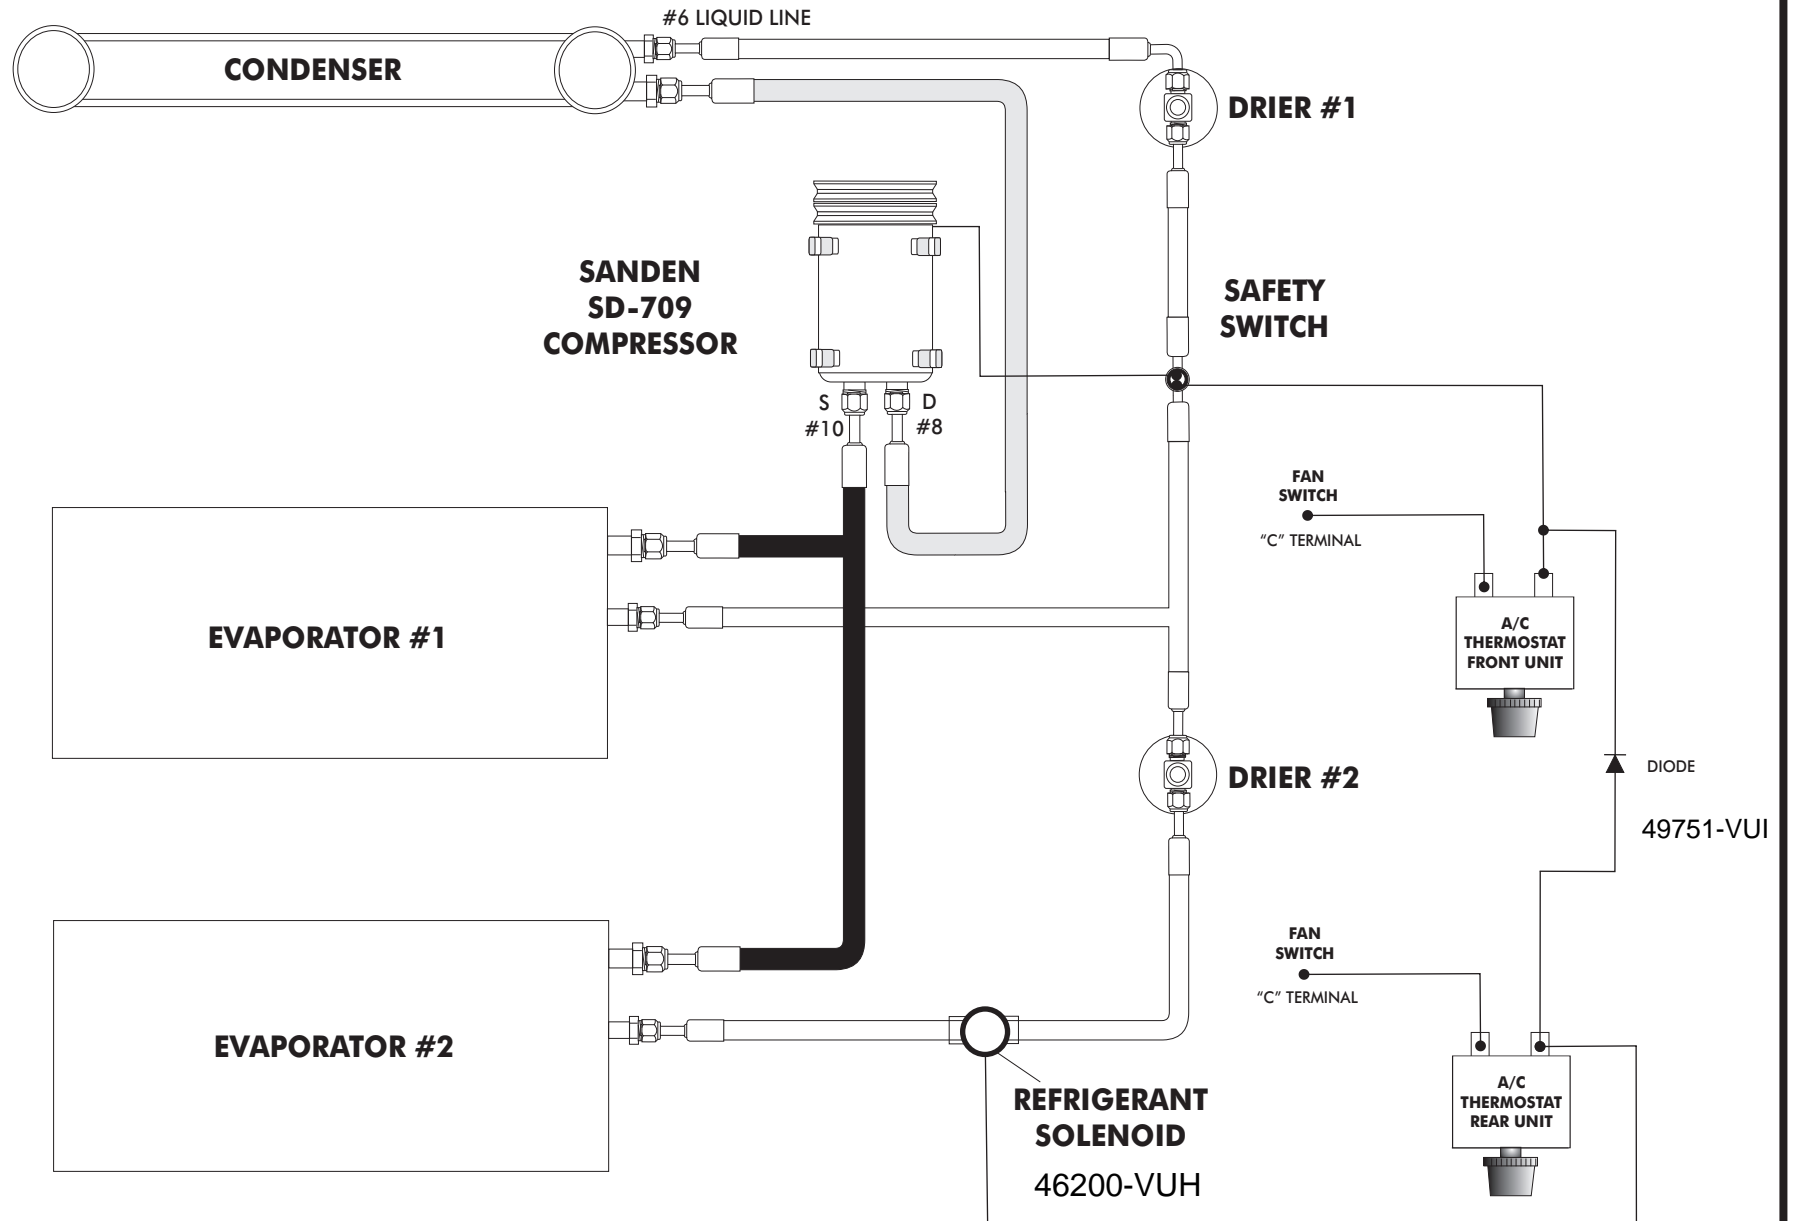 #6 LIQUID LINE
CONDENSER
DRIER #1
SANDEN
SD-709
COMPRESSOR
SAFETY
SWITCH
S
#10
D
#8
FAN
SWITCH
"C" TERMINAL
EVAPORATOR #1
A/C
THERMOSTAT
FRONT UNIT
DRIER #2
DIODE
49751-VUI
FAN
SWITCH
"C" TERMINAL
EVAPORATOR #2
REFRIGERANT
SOLENOID
46200-VUH
A/C
THERMOSTAT
REAR UNIT